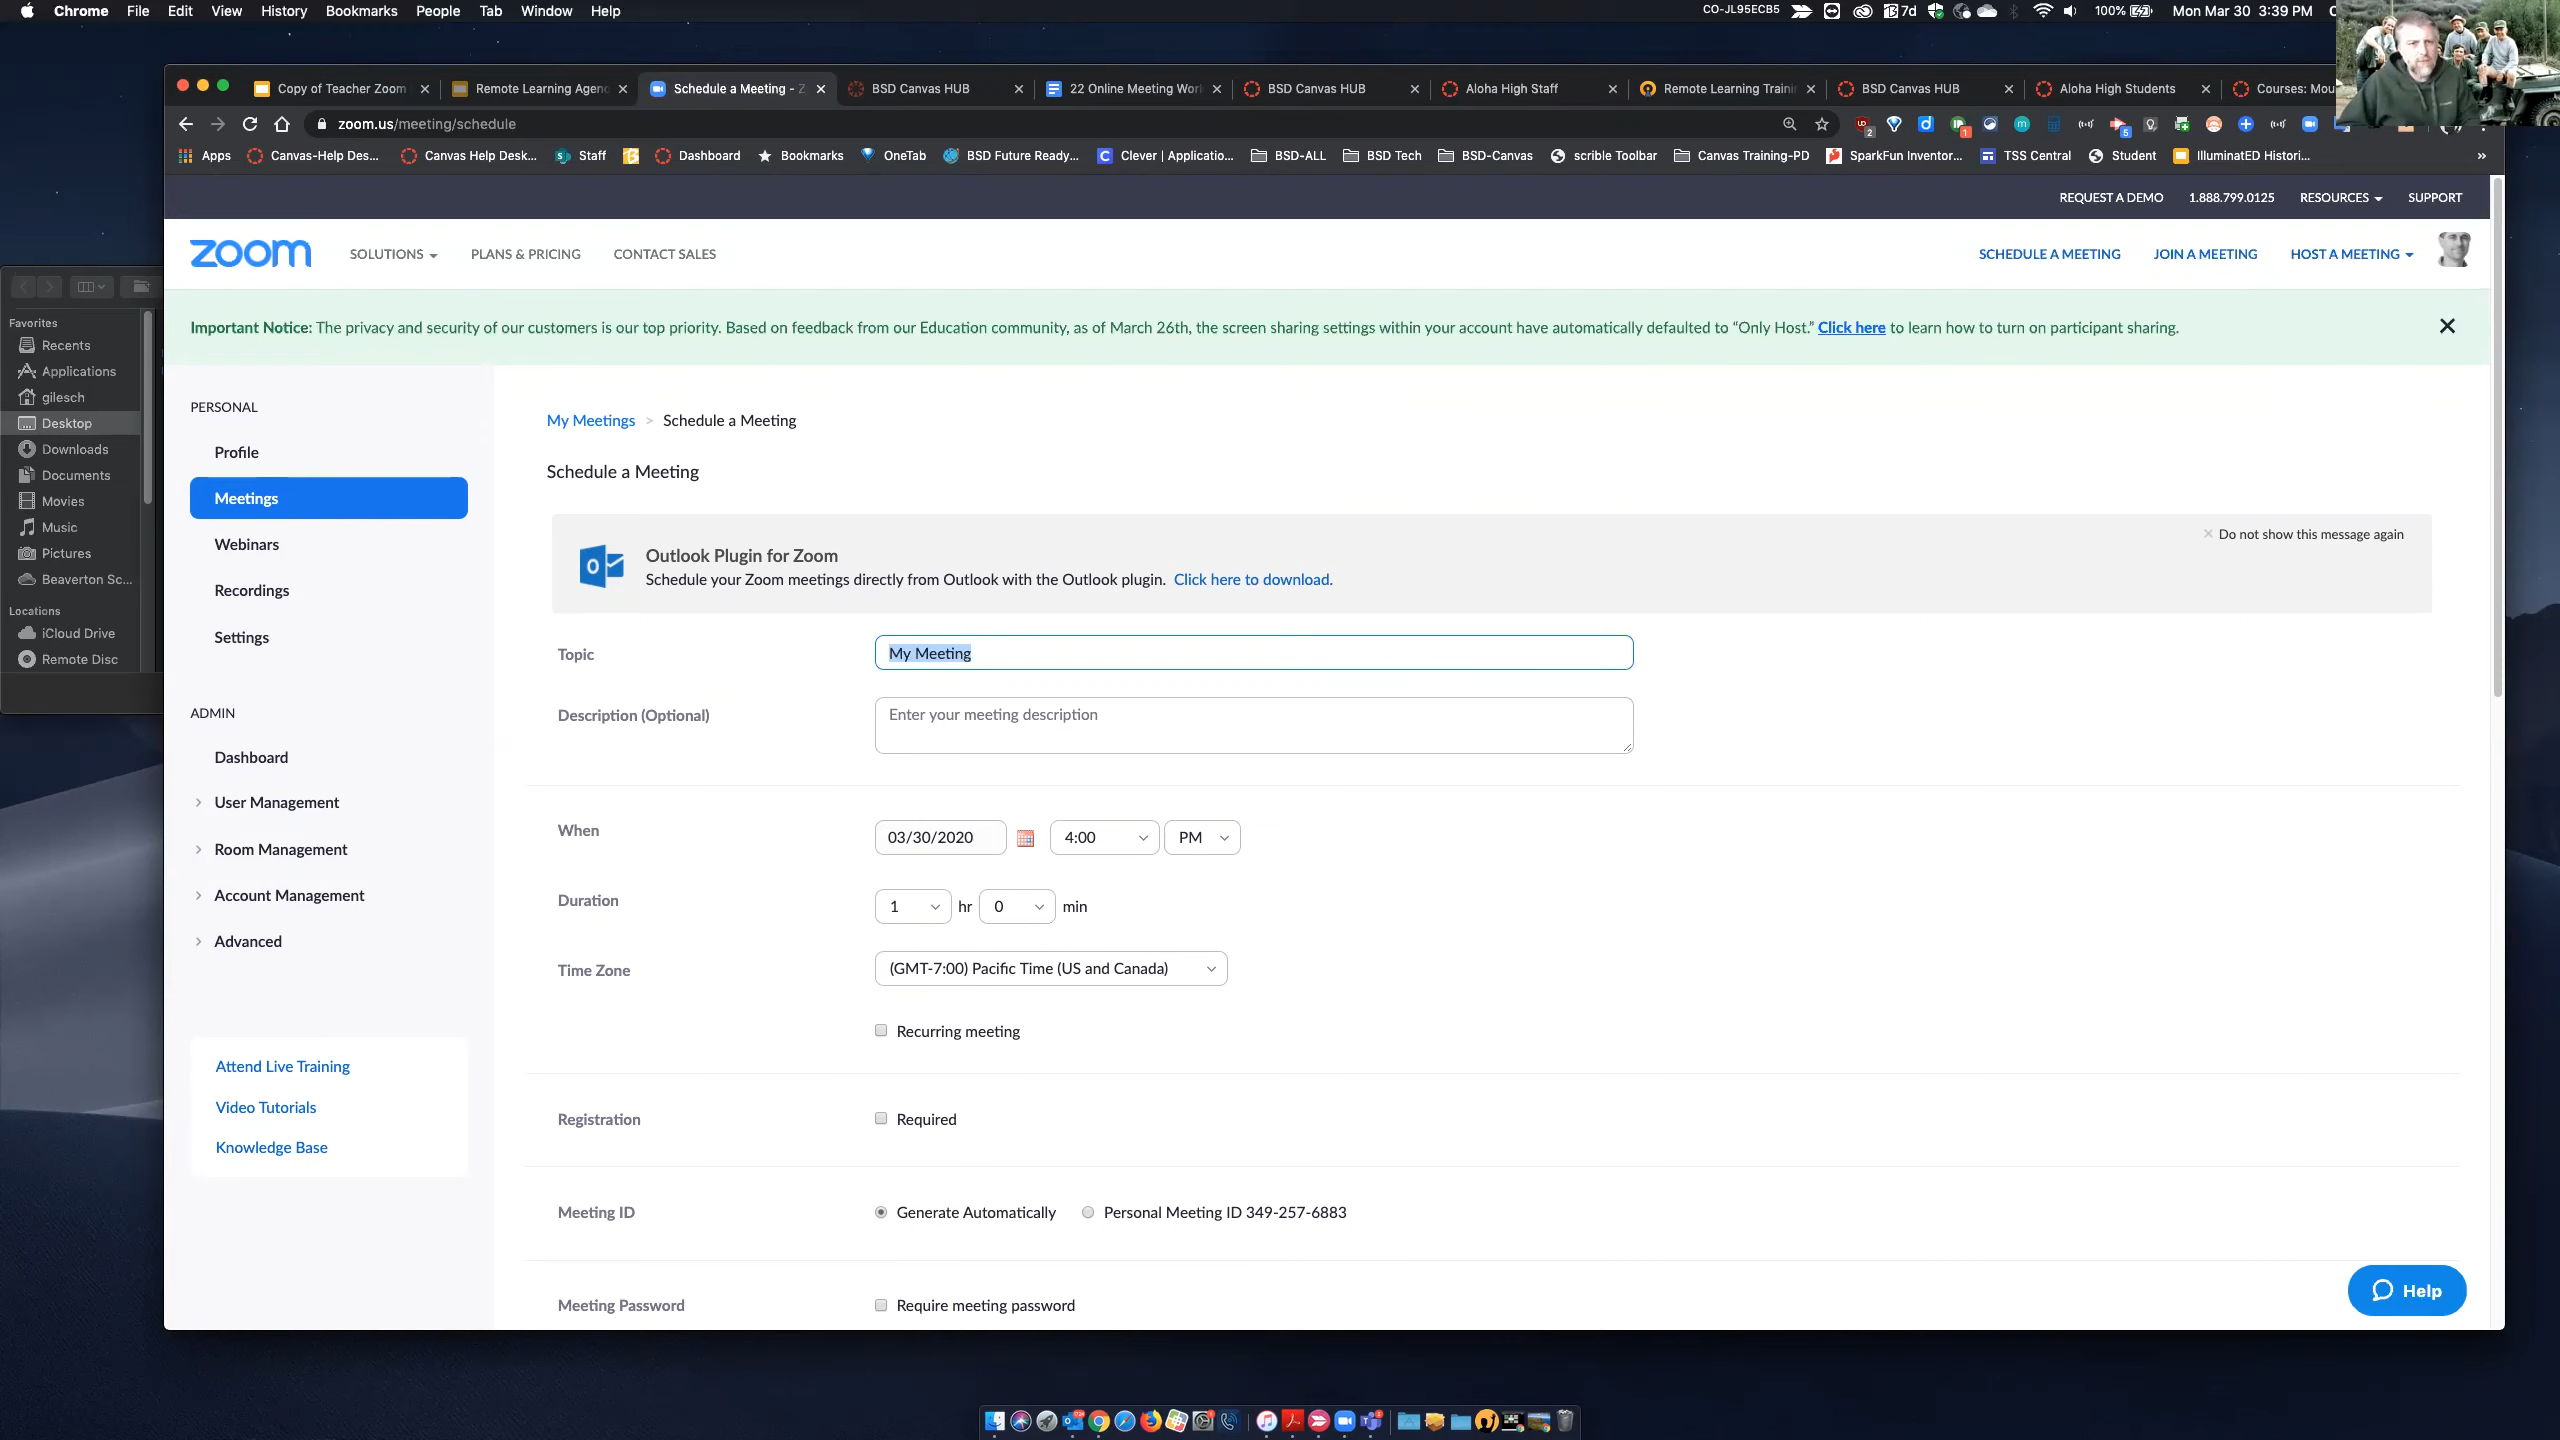 Chrome File Edit View History Bookmarks People Tab Window Help
CO-JL95ECB5 7d 100% Mon Mar 30 3:39 PM
Copy of Teacher Zoom
Remote Learning Agen
Schedule a Meeting - Z
BSD Canvas HUB
22 Online Meeting Wor
BSD Canvas HUB
Aloha High Staff
Remote Learning Traini
BSD Canvas HUB
Aloha High Students
Courses: Mou
zoom.us/meeting/schedule
Apps Canvas-Help Des... Canvas Help Desk... Staff Dashboard Bookmarks OneTab BSD Future Ready... Clever | Applicatio... BSD-ALL BSD Tech BSD-Canvas scrible Toolbar Canvas Training-PD SparkFun Inventor... TSS Central Student IlluminatED Histori... »
REQUEST A DEMO 1.888.799.0125 RESOURCES SUPPORT
zoom SOLUTIONS PLANS & PRICING CONTACT SALES SCHEDULE A MEETING JOIN A MEETING HOST A MEETING
Important Notice: The privacy and security of our customers is our top priority. Based on feedback from our Education community, as of March 26th, the screen sharing settings within your account have automatically defaulted to “Only Host.” Click here to learn how to turn on participant sharing.
Favorites
Recents
Applications
gilesch
Desktop
Downloads
Documents
Movies
Music
Pictures
Beaverton Sc...
Locations
iCloud Drive
Remote Disc
PERSONAL
Profile
Meetings
Webinars
Recordings
Settings
ADMIN
Dashboard
User Management
Room Management
Account Management
Advanced
Attend Live Training
Video Tutorials
Knowledge Base
My Meetings > Schedule a Meeting
Schedule a Meeting
Do not show this message again
Outlook Plugin for Zoom
Schedule your Zoom meetings directly from Outlook with the Outlook plugin. Click here to download.
Topic My Meeting
Description (Optional) Enter your meeting description
When 03/30/2020 4:00 PM
Duration 1 hr 0 min
Time Zone (GMT-7:00) Pacific Time (US and Canada)
Recurring meeting
Registration Required
Meeting ID Generate Automatically Personal Meeting ID 349-257-6883
Meeting Password Require meeting password
Help